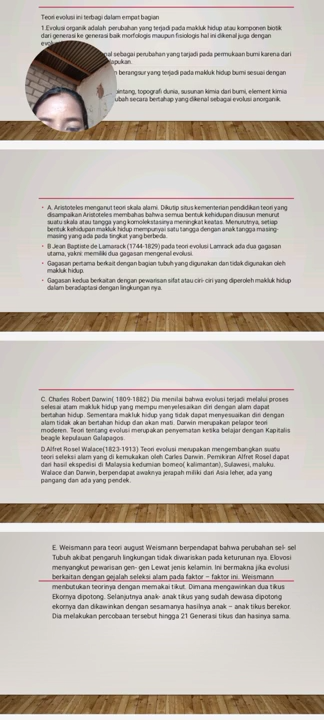 Teori evolusi ini terbagi dalam empat bagian
1.Evolusi organik adalah perubahan yang terjadi pada makluk hidup atau komponen biotik
dari generasi ke generasi baik morfologis maupun fisiologis hal ini dikenal juga dengan
evol
nal sebagai perubahan yang tarjadi pada permukaan bumi karena dari
apukan.
n berangsur yang terjadi pada makluk hidup bumi sesuai dengan
intang, topografi dunia, susunan kimia dari bumi, element kimia
ubah secara bertahap yang dikenal sebagai evolusi anorganik.
• A. Aristoteles menganut teori skala alami. Dikutip situs kementerian pendidikan teori yang
disampaikan Aristoteles membahas bahwa semua bentuk kehidupan disusun menurut
suatu skala atau tangga yang komoleksitasnya meningkat keatas. Menurutnya, setiap
bentuk kehidupan makluk hidup mempunyai satu tangga dengan anak tangga masing-
masing yang ada pada tingkat yang berbeda.
• B Jean Baptiste de Lamarack (1744-1829) pada teori evolusi Lamrack ada dua gagasan
utama, yakni: memiliki dua gagasan mengenai evolusi.
• Gagasan pertama berkait dengan bagian tubuh yang digunakan dan tidak digunakan oleh
makluk hidup.
• Gagasan kedua berkaitan dengan pewarisan sifat atau ciri- ciri yang diperoleh makluk hidup
dalam beradaptasi dengan lingkungan nya.
C. Charles Robert Darwin( 1809-1882) Dia menilai bahwa evolusi terjadi melalui proses
selesai atam makluk hidup yang mempu menyelesaikan diri dengan alam dapat
bertahan hidup. Sementara makluk hidup yang tidak dapat menyesuaikan diri dengan
alam tidak akan bertahan hidup dan akan mati. Darwin merupakan pelapor teori
moderen. Teori tentang evolusi merupakan penyematan ketika belajar dengan Kapitalis
beagle kepulauan Galapagos.
D.Alfret Rosel Walace(1823-1913) Teori evolusi merupakan mengembangkan suatu
teori seleksi alam yang di kemukakan oleh Carles Darwin. Pemikiran Alfret Rosel dapat
dari hasil ekspedisi di Malaysia kedumian borneo( kalimantan), Sulawesi, maluku.
Walace dan Darwin, berpendapat awaknya jerapah miliki dari Asia leher, ada yang
pangang dan ada yang pendek.
E. Weismann para teori august Weismann berpendapat bahwa perubahan sel- sel
Tubuh akibat pengaruh lingkungan tidak diwariskan pada keturunan nya. Elovosi
menyangkut pewarisan gen- gen Lewat jenis kelamin. Ini bermakna jika evolusi
berkaitan dengan gejalah seleksi alam pada faktor – faktor ini. Weismann
menbutukan teorinya dengan memakai tikut. Dimana mengawinkan dua tikus
Ekornya dipotong. Selanjutnya anak- anak tikus yang sudah dewasa dipotong
ekornya dan dikawinkan dengan sesamanya hasilnya anak – anak tikus berekor.
Dia melakukan percobaan tersebut hingga 21 Generasi tikus dan hasinya sama.